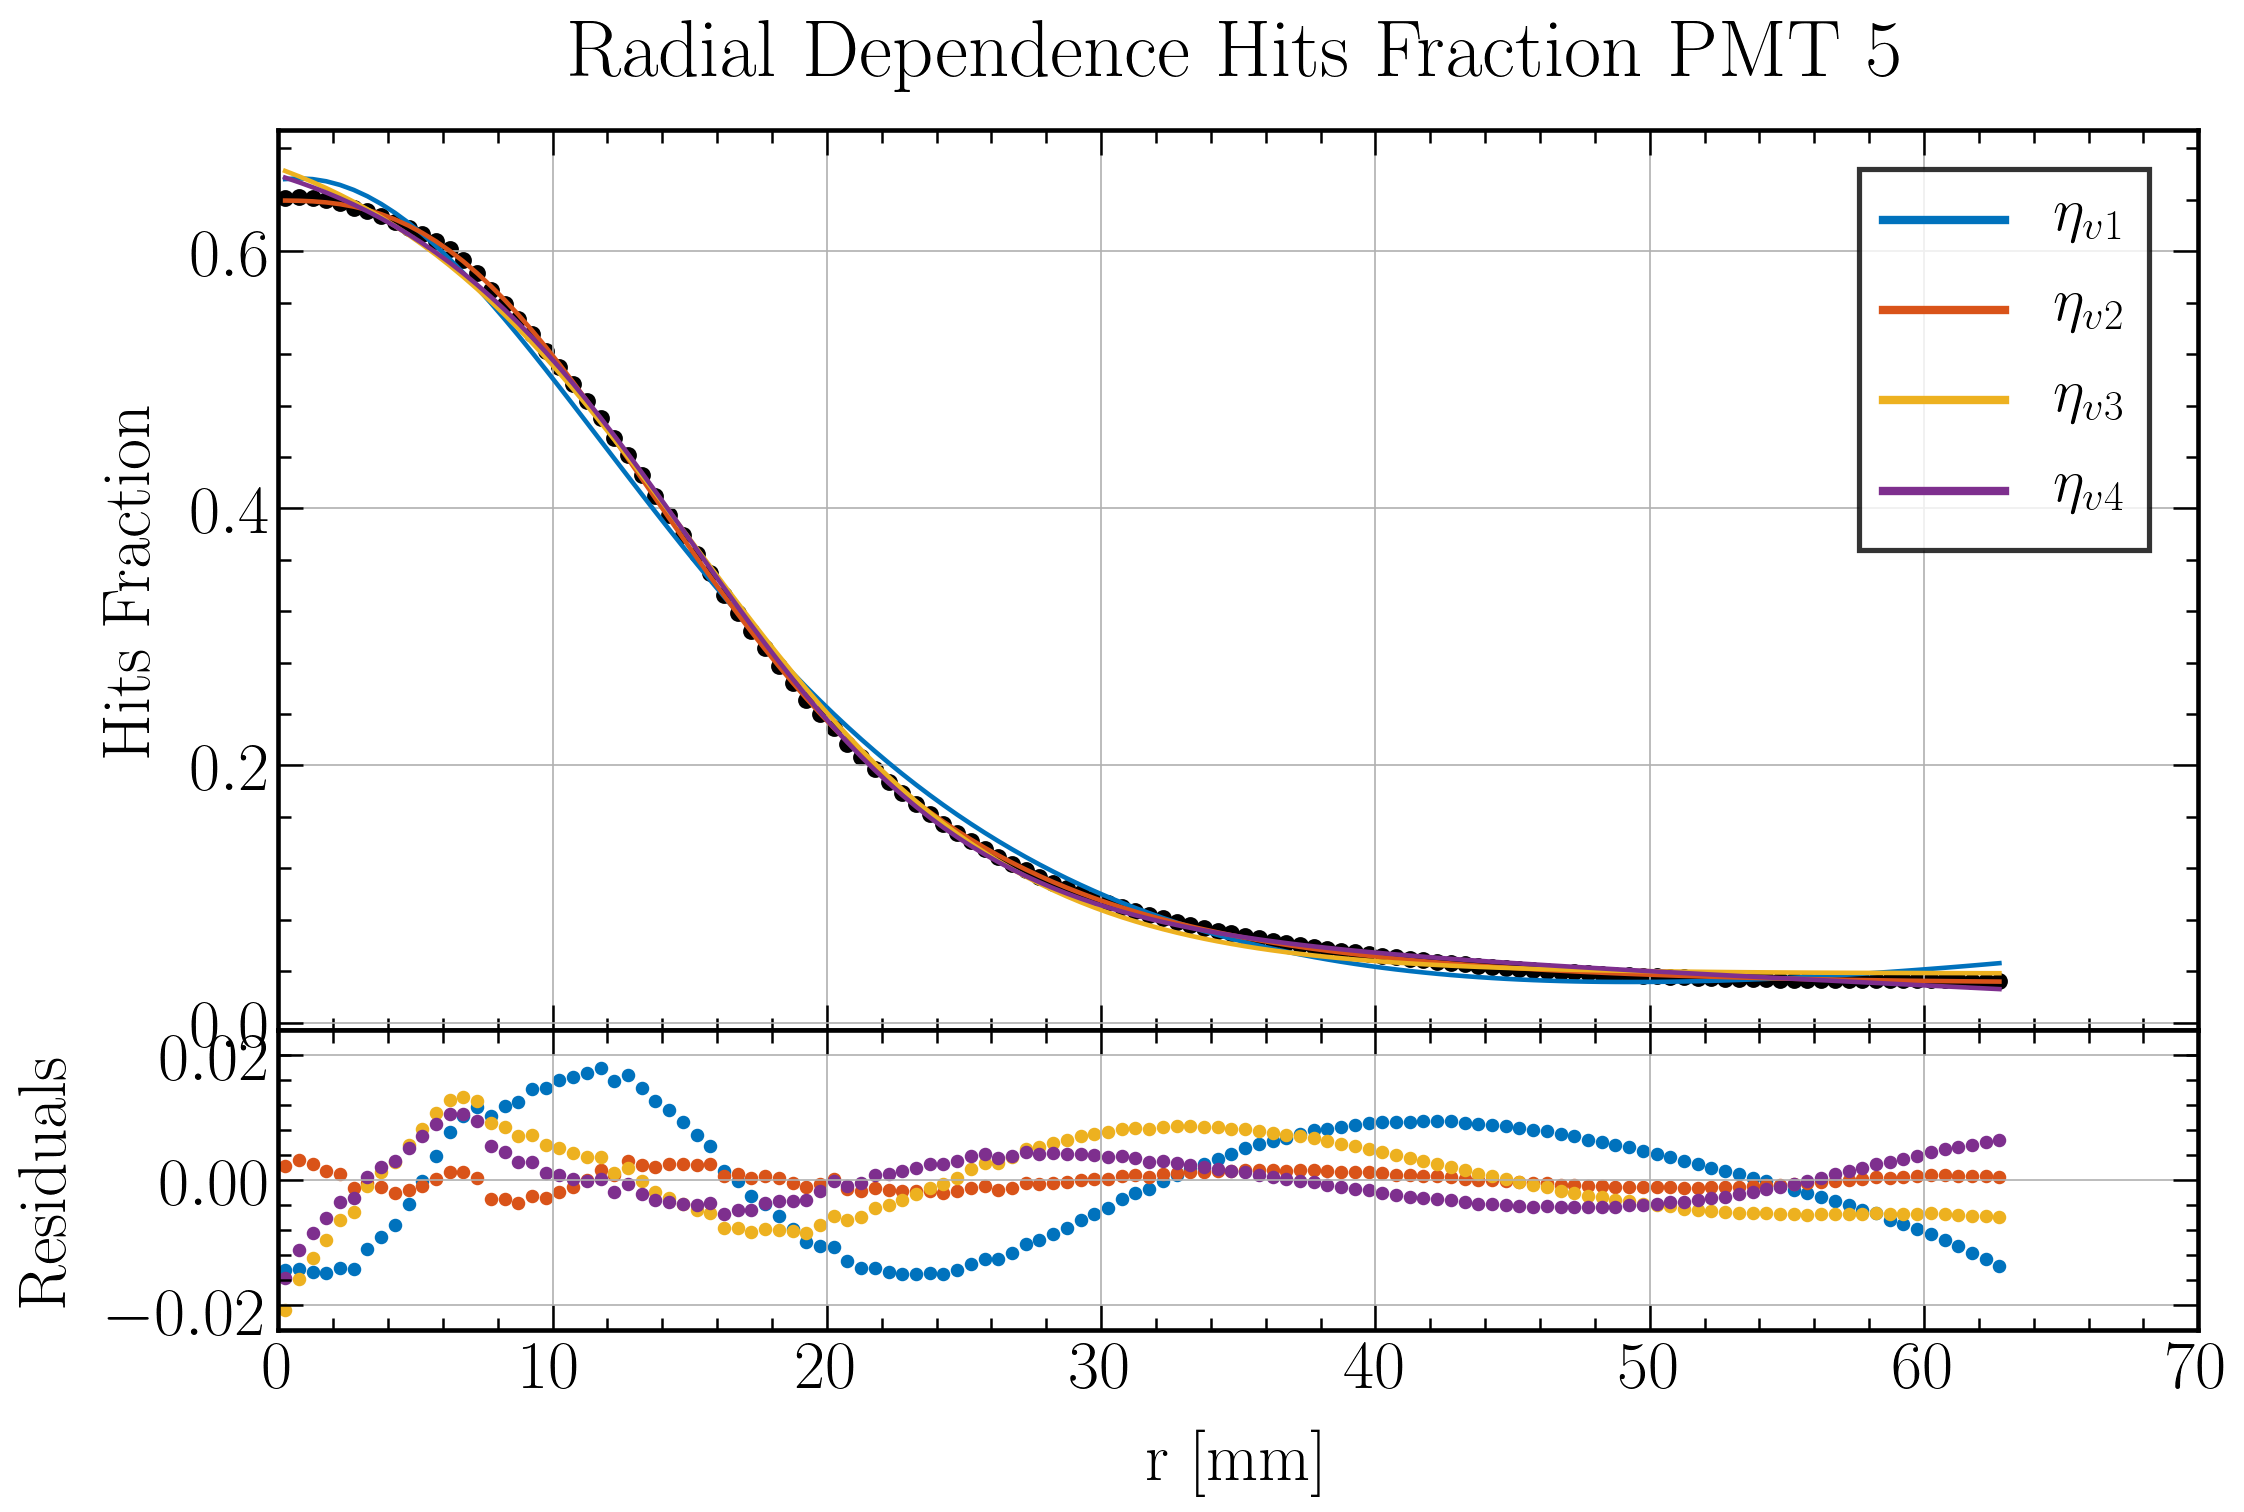 Radial Dependence Hits Fraction PMT 5
Hits Fraction
0.6
0.4
0.2
0.0
η_{v1}
η_{v2}
η_{v3}
η_{v4}
Residuals
0.02
0.00
−0.02
0 10 20 30 40 50 60 70
r [mm]